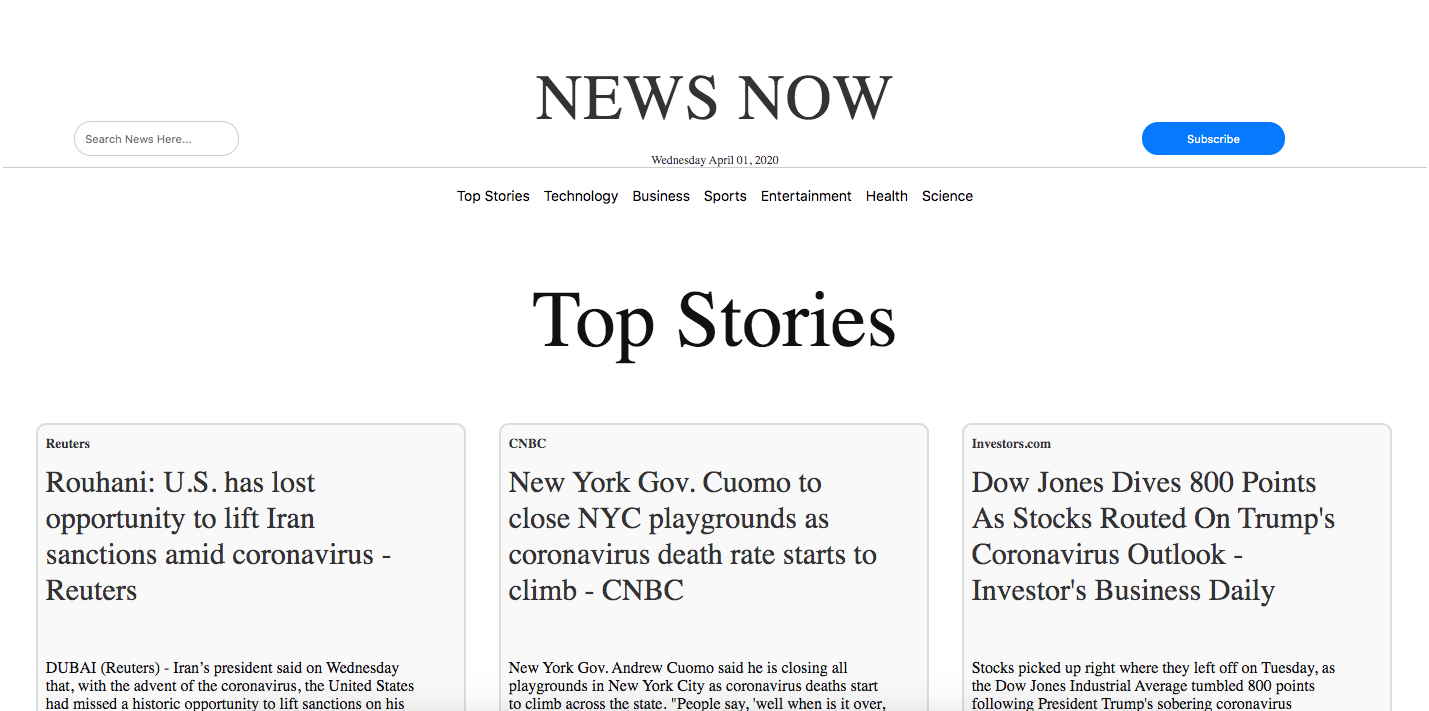 NEWS NOW
Search News Here...
Subscribe
Wednesday April 01, 2020
Top Stories Technology Business Sports Entertainment Health Science
Top Stories
Reuters
Rouhani: U.S. has lost
opportunity to lift Iran
sanctions amid coronavirus -
Reuters
DUBAI (Reuters) - Iran’s president said on Wednesday
that, with the advent of the coronavirus, the United States
had missed a historic opportunity to lift sanctions on his
CNBC
New York Gov. Cuomo to
close NYC playgrounds as
coronavirus death rate starts to
climb - CNBC
New York Gov. Andrew Cuomo said he is closing all
playgrounds in New York City as coronavirus deaths start
to climb across the state. "People say, 'well when is it over,
Investors.com
Dow Jones Dives 800 Points
As Stocks Routed On Trump's
Coronavirus Outlook -
Investor's Business Daily
Stocks picked up right where they left off on Tuesday, as
the Dow Jones Industrial Average tumbled 800 points
following President Trump's sobering coronavirus